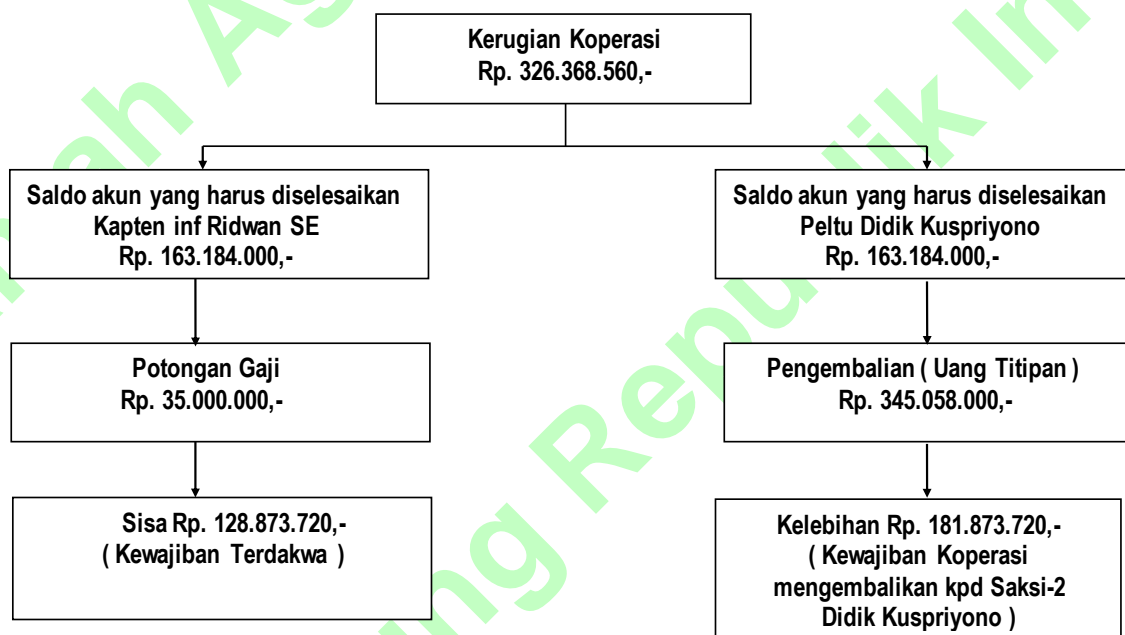 Kerugian Koperasi
Rp. 326.368.560,-
Saldo akun yang harus diselesaikan
Kapten inf Ridwan SE
Rp. 163.184.000,-
Saldo akun yang harus diselesaikan
Peltu Didik Kuspriyono
Rp. 163.184.000,-
Potongan Gaji
Rp. 35.000.000,-
Pengembalian ( Uang Titipan )
Rp. 345.058.000,-
Sisa Rp. 128.873.720,-
( Kewajiban Terdakwa )
Kelebihan Rp. 181.873.720,-
( Kewajiban Koperasi
mengembalikan kpd Saksi-2
Didik Kuspriyono )